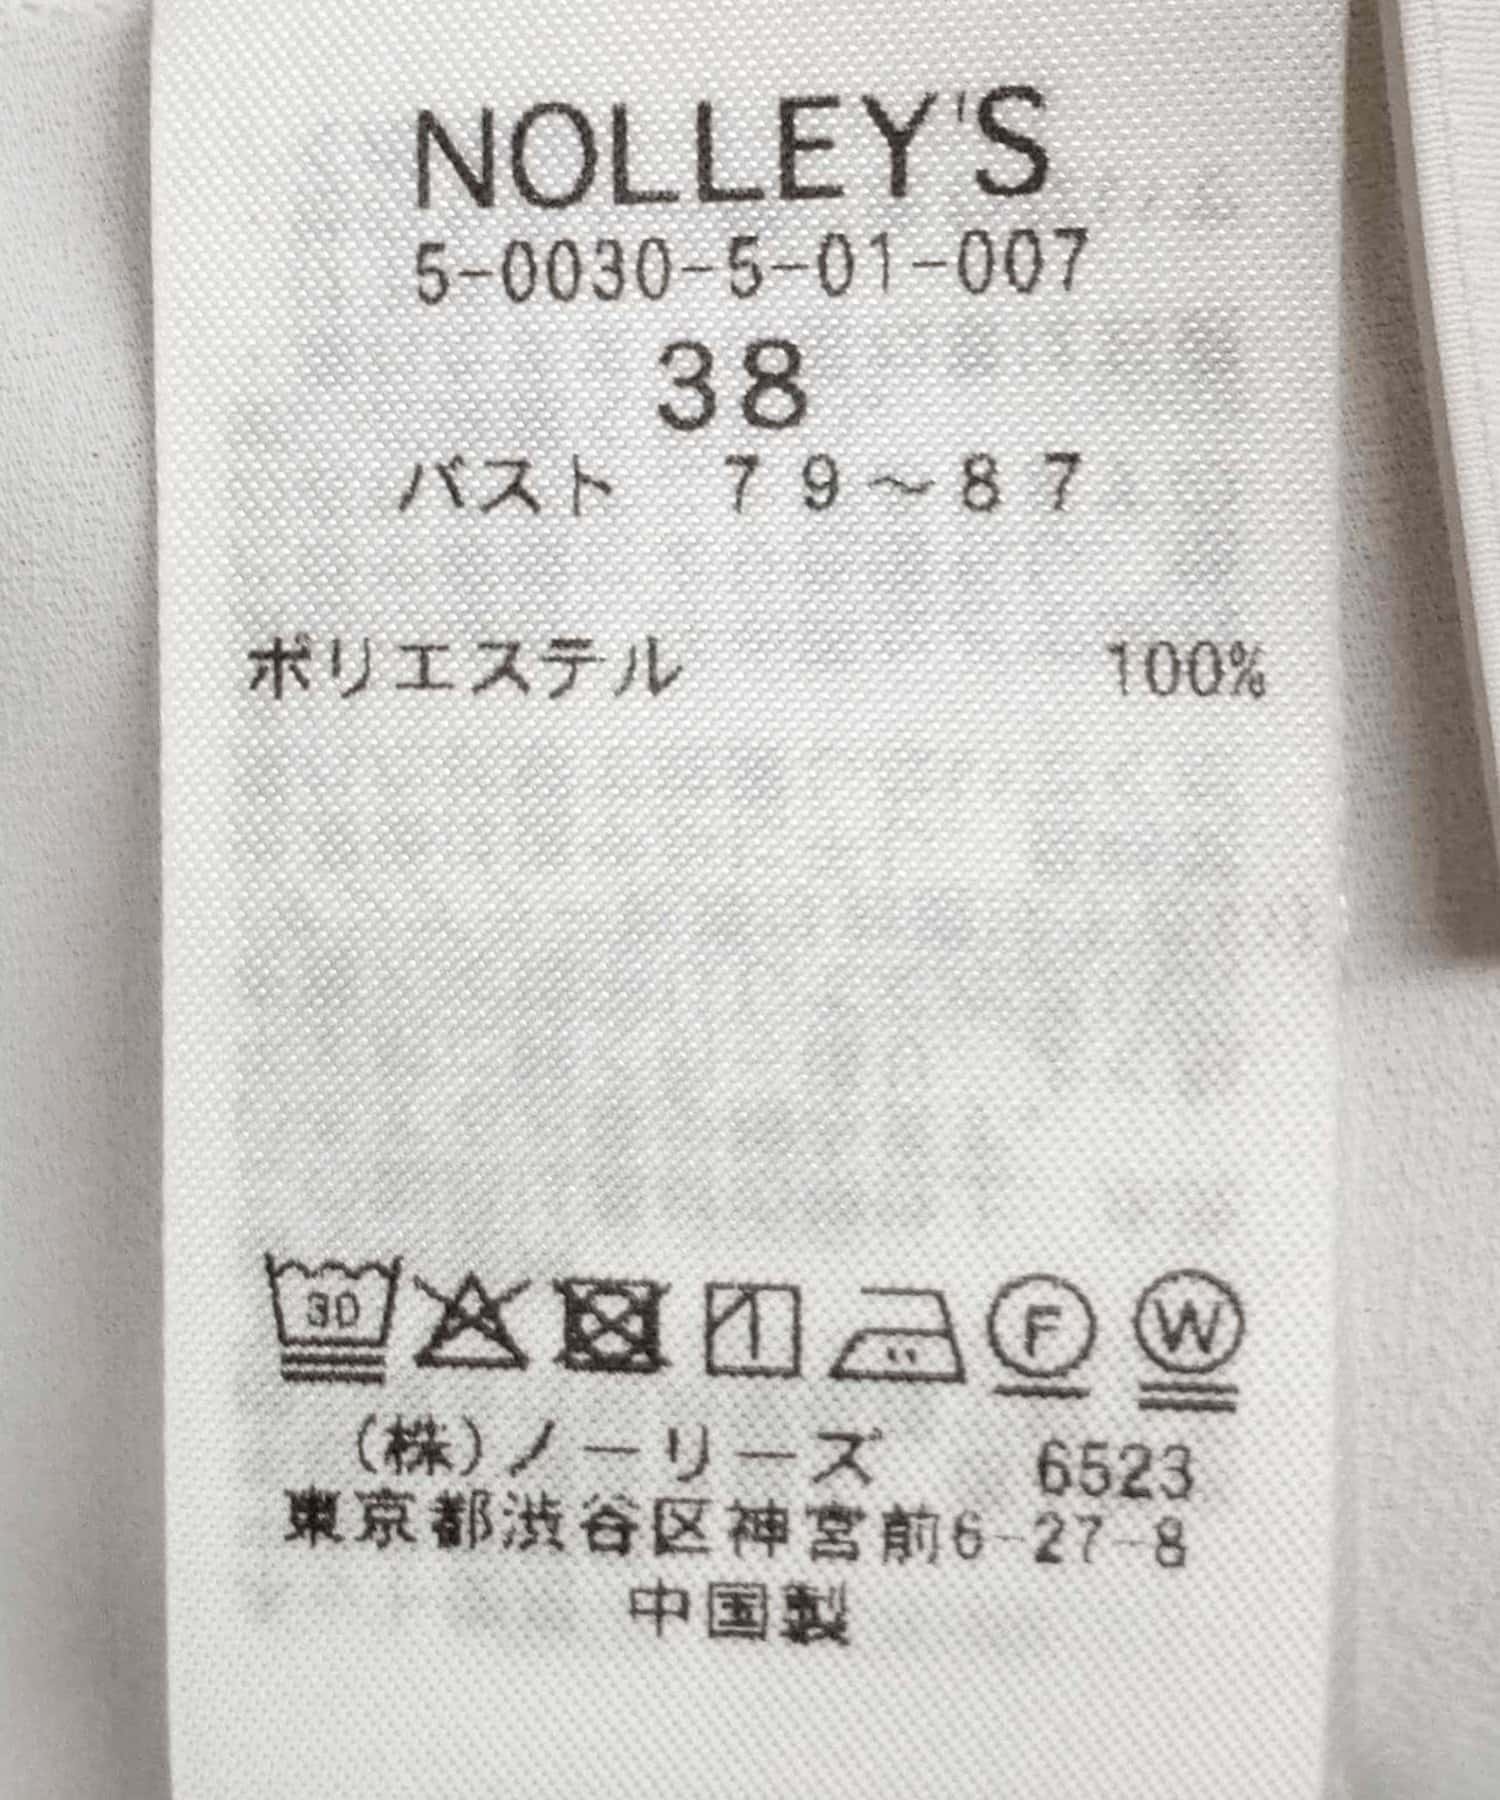 NOLLEY'S
5-0030-5-01-007
38
バスト 79～87
ポリエステル 100%
30 F W
(株)ノーリーズ 6523
東京都渋谷区神宮前6-27-8
中国製